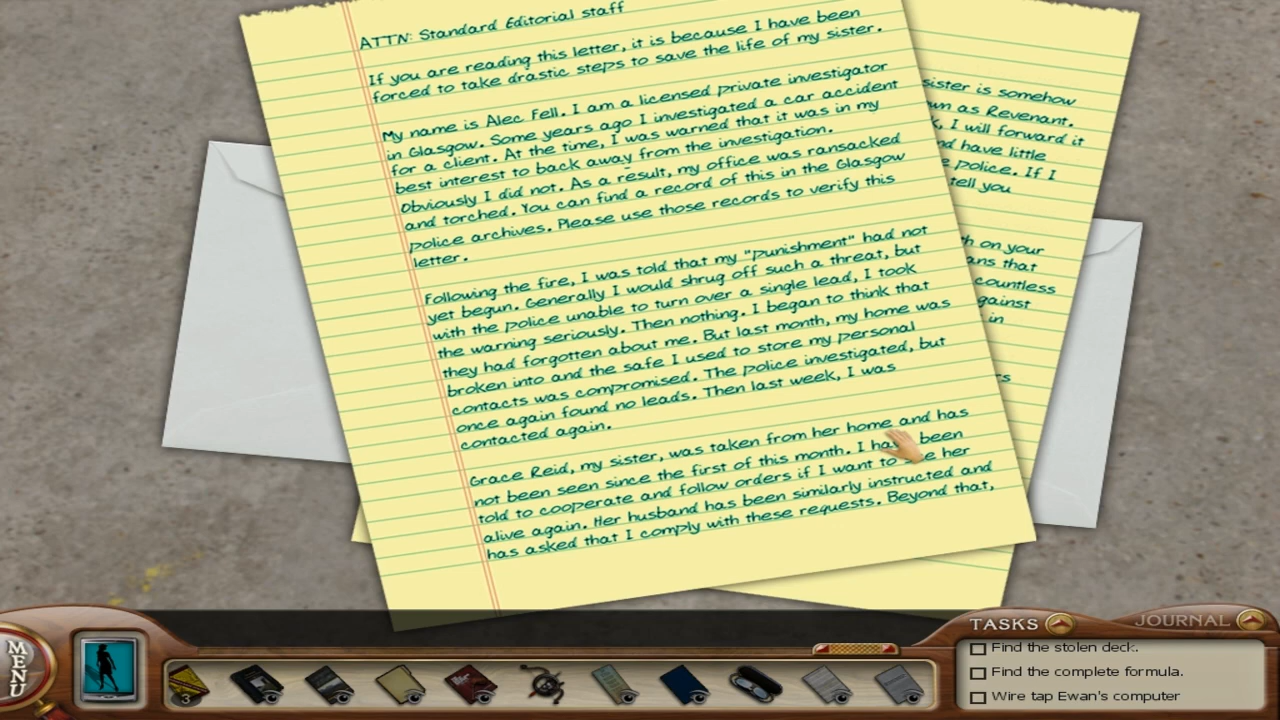 ATTN: Standard Editorial staff
If you are reading this letter, it is because I have been
forced to take drastic steps to save the life of my sister.
My name is Alec Fell. I am a licensed private investigator
in Glasgow. Some years ago I investigated a car accident
for a client. At the time, I was warned that it was in my
best interest to back away from the investigation.
Obviously I did not. As a result, my office was ransacked
and torched. You can find a record of this in the Glasgow
police archives. Please use those records to verify this
letter.
Following the fire, I was told that my "punishment" had not
yet begun. Generally I would shrug off such a threat, but
with the police unable to turn over a single lead, I took
the warning seriously. Then nothing. I began to think that
they had forgotten about me. But last month, my home was
broken into and the safe I used to store my personal
contacts was compromised. The police investigated, but
once again found no leads. Then last week, I was
contacted again.
Grace Reid, my sister, was taken from her home and has
not been seen since the first of this month. I have been
told to cooperate and follow orders if I want to see her
alive again. Her husband has been similarly instructed and
has asked that I comply with these requests. Beyond that,
sister is somehow
as Revenant.
I will forward it
have little
police. If I
tell you
on your
that
countless
in
MENU
3
TASKS
JOURNAL
Find the stolen deck.
Find the complete formula.
Wire tap Ewan's computer